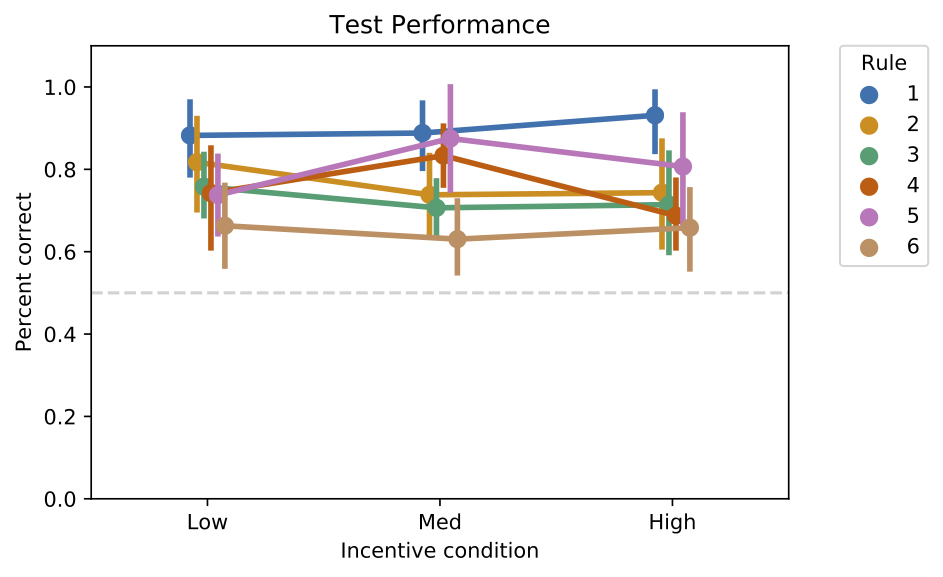 Test Performance
Percent correct
1.0
0.8
0.6
0.4
0.2
0.0
Low Med High
Incentive condition
Rule
1
2
3
4
5
6